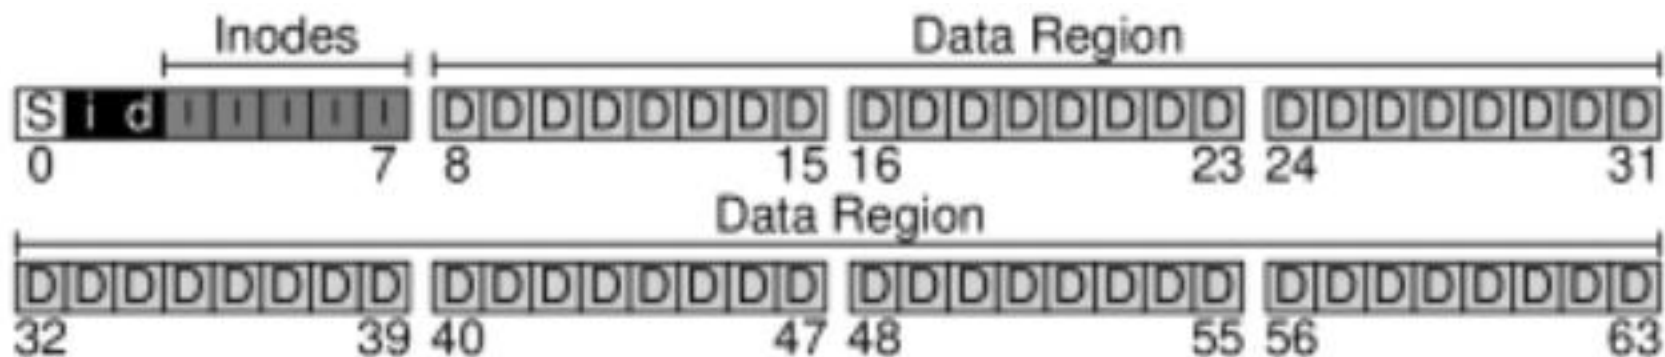 Inodes Data Region
S i d I I I I I D D D D D D D D D D D D D D D D D D D D D D D D
0 7 8 15 16 23 24 31
Data Region
D D D D D D D D D D D D D D D D D D D D D D D D D D D D D D D D
32 39 40 47 48 55 56 63